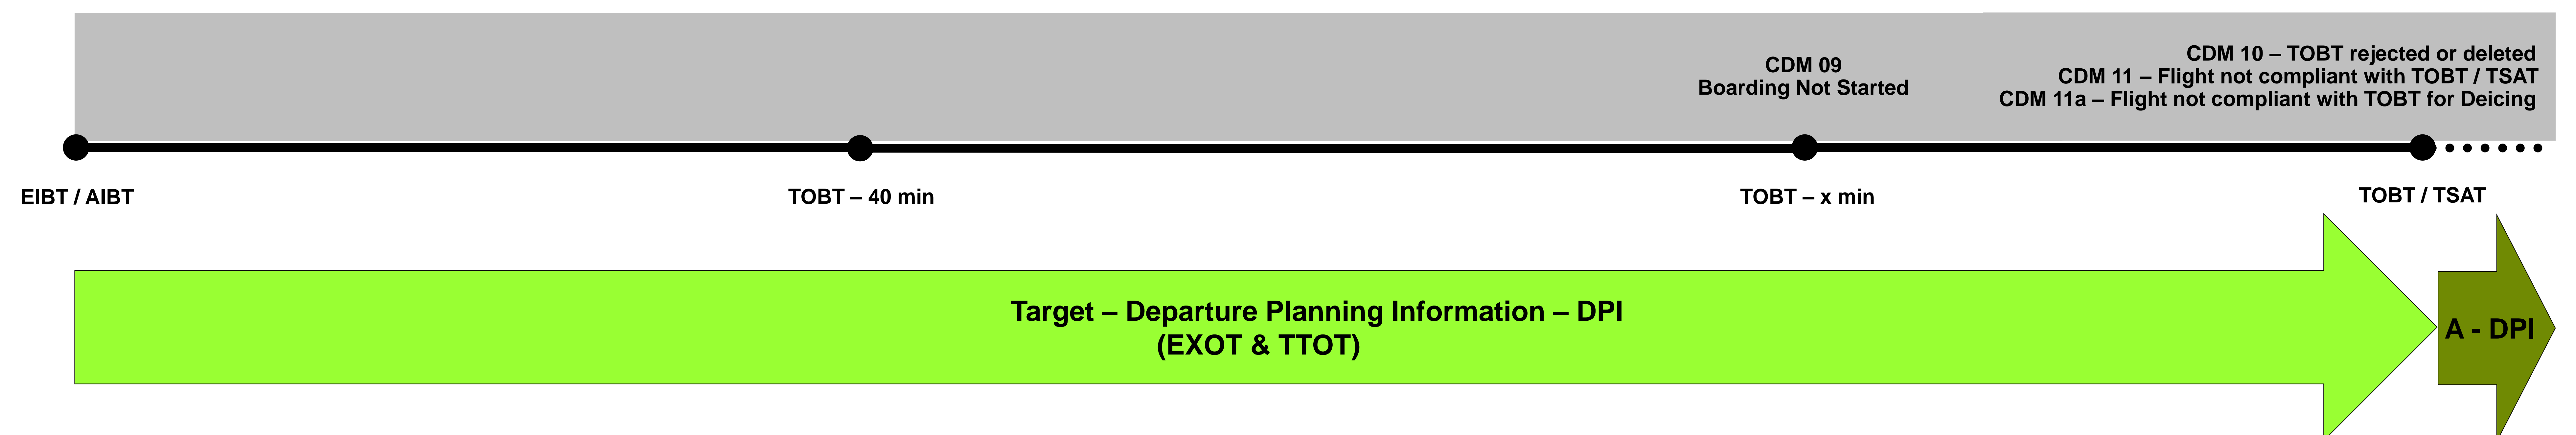 CDM 09
Boarding Not Started
CDM 10 – TOBT rejected or deleted
CDM 11 – Flight not compliant with TOBT / TSAT
CDM 11a – Flight not compliant with TOBT for Deicing
EIBT / AIBT
TOBT – 40 min
TOBT – x min
TOBT / TSAT
Target – Departure Planning Information – DPI
(EXOT & TTOT)
A - DPI